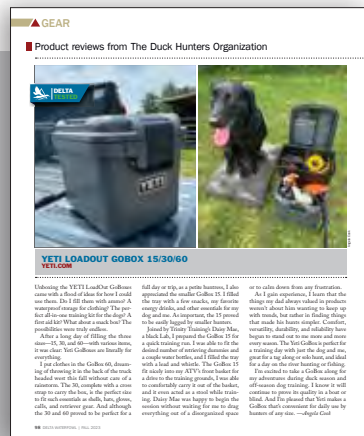 GEAR
Product reviews from The Duck Hunters Organization
DELTA
TESTED
YETI
YETI LOADOUT GOBOX 15/30/60
YETI.COM
Unboxing the YETI LoadOut GoBoxes
came with a flood of ideas for how I could
use them. Do I fill them with ammo? A
waterproof storage for clothing? The per-
fect all-in-one training kit for the dogs? A
first aid kit? What about a snack box? The
possibilities were truly endless.
After a long day of filling the three
sizes—15, 30, and 60—with various items,
it was clear: Yeti GoBoxes are literally for
everything.
I put clothes in the GoBox 60, dream-
ing of throwing it in the back of the truck
headed west this fall without care of a
rainstorm. The 30, complete with a cross
strap to carry the box, is the perfect size
to fit such essentials as shells, hats, gloves,
calls, and retriever gear. And although
the 30 and 60 proved to be perfect for a
full day or trip, as a petite huntress, I also
appreciated the smaller GoBox 15. I filled
the tray with a few snacks, my favorite
energy drinks, and other essentials for my
dog and me. As important, the 15 proved
to be easily lugged by smaller hunters.
Joined by Trinity Training's Daisy Mae,
a black Lab, I prepared the GoBox 15 for
a quick training run. I was able to fit the
desired number of retrieving dummies and
a couple water bottles, and I filled the tray
with a lead and whistle. The GoBox 15
fit nicely into my ATV's front basket for
a drive to the training grounds, I was able
to comfortably carry it out of the basket,
and it even acted as a stool while train-
ing. Daisy Mae was happy to begin the
session without waiting for me to drag
everything out of a disorganized space
or to calm down from any frustration.
As I gain experience, I learn that the
things my dad always valued in products
weren't about him wanting to keep up
with trends, but rather in finding things
that made his hunts simpler. Comfort,
versatility, durability, and reliability have
begun to stand out to me more and more
every season. The Yeti GoBox is perfect for
a training day with just the dog and me,
great for a tag along or solo hunt, and ideal
for a day on the river hunting or fishing.
I'm excited to take a GoBox along for
my adventures during duck season and
off-season dog training. I know it will
continue to prove its quality in a boat or
blind. And I'm pleased that Yeti makes a
GoBox that's convenient for daily use by
hunters of any size.